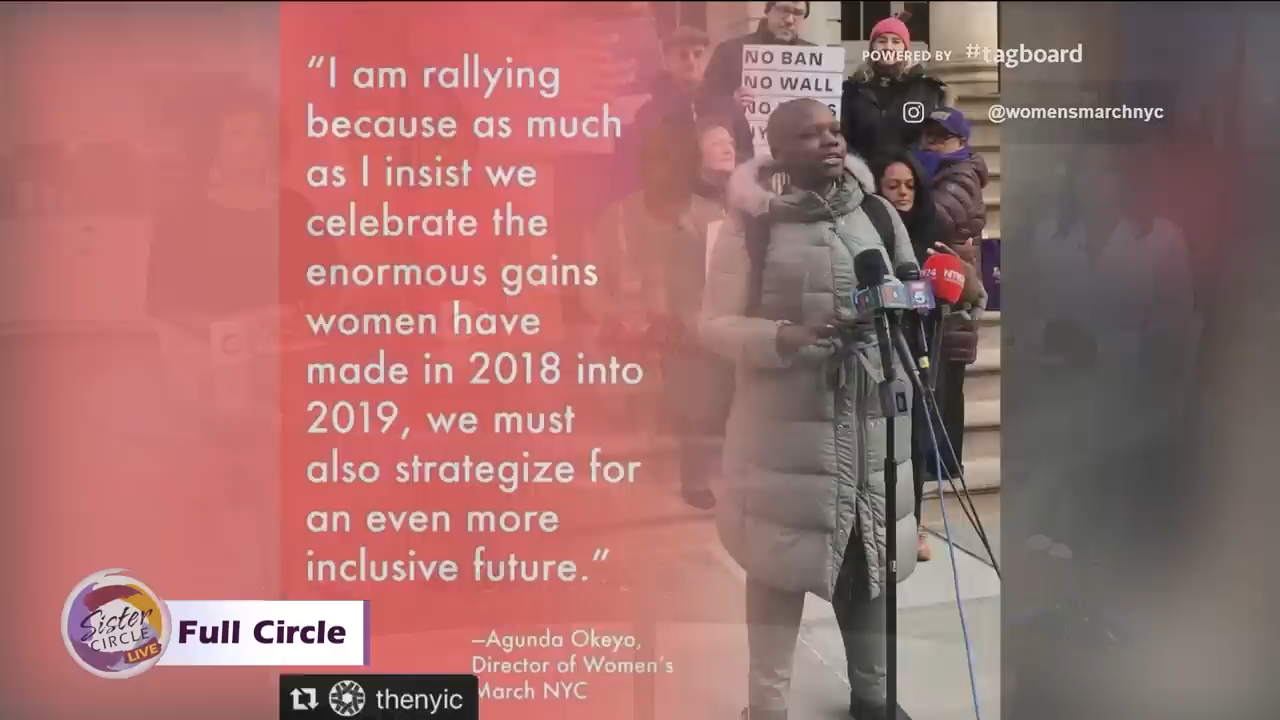 “I am rallying
because as much
as I insist we
celebrate the
enormous gains
women have
made in 2018 into
2019, we must
also strategize for
an even more
inclusive future.”
—Agunda Okeyo,
Director of Women’s
March NYC
NO BAN
NO WALL
NO
POWERED BY #tagboard
@womensmarchnyc
5
Sister
CIRCLE
LIVE
Full Circle
thenyic